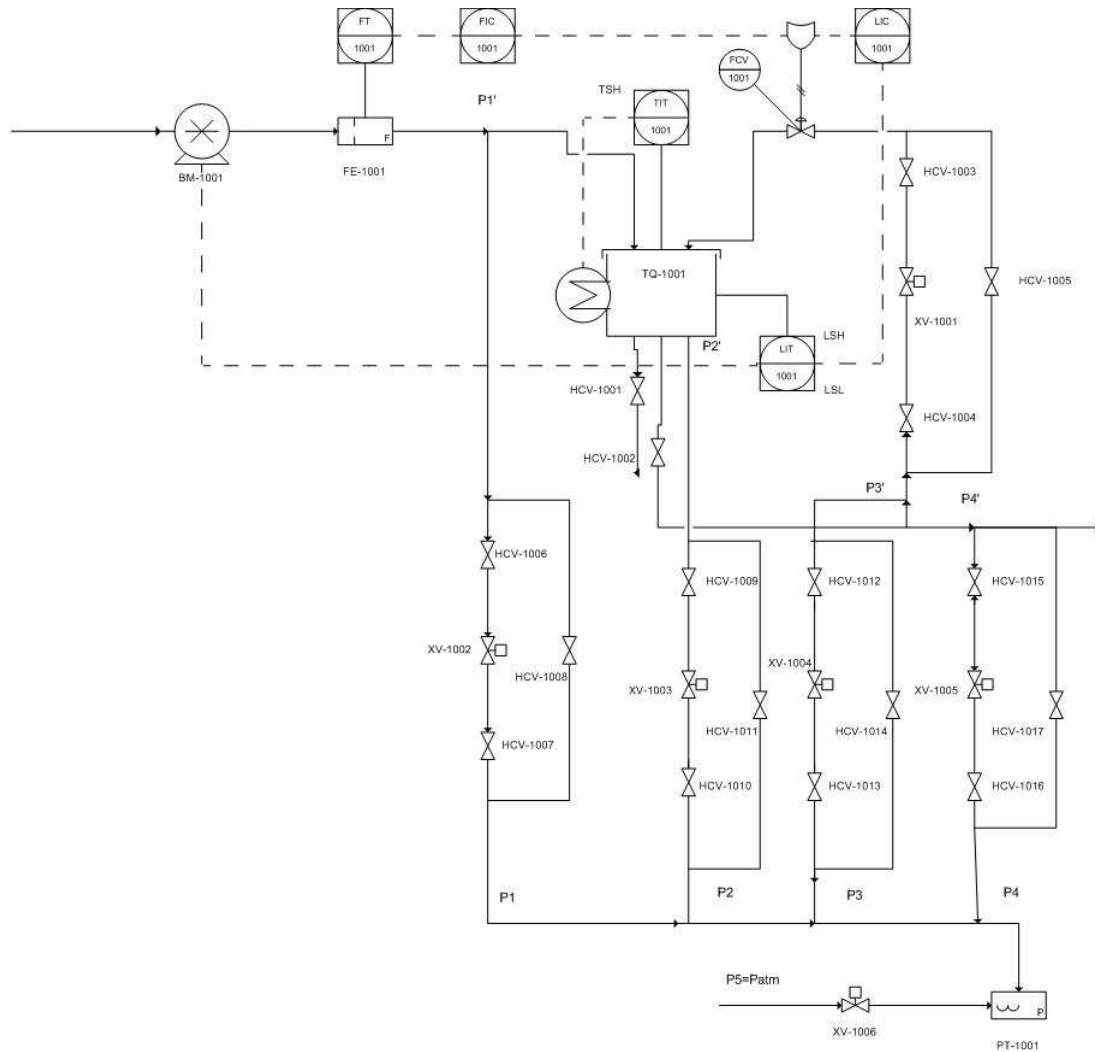 FT
1001
FIC
1001
LIC
1001
FCV
1001
P1'
TSH
TIT
1001
F
BM-1001
FE-1001
HCV-1003
TQ-1001
HCV-1005
XV-1001
P2'
LIT
1001
LSH
LSL
HCV-1001
HCV-1004
HCV-1002
P3'
P4'
HCV-1006
HCV-1009
HCV-1012
HCV-1015
XV-1002
HCV-1008
XV-1003
XV-1004
XV-1005
HCV-1011
HCV-1014
HCV-1017
HCV-1007
HCV-1010
HCV-1013
HCV-1016
P1
P2
P3
P4
P5=Patm
XV-1006
P
PT-1001